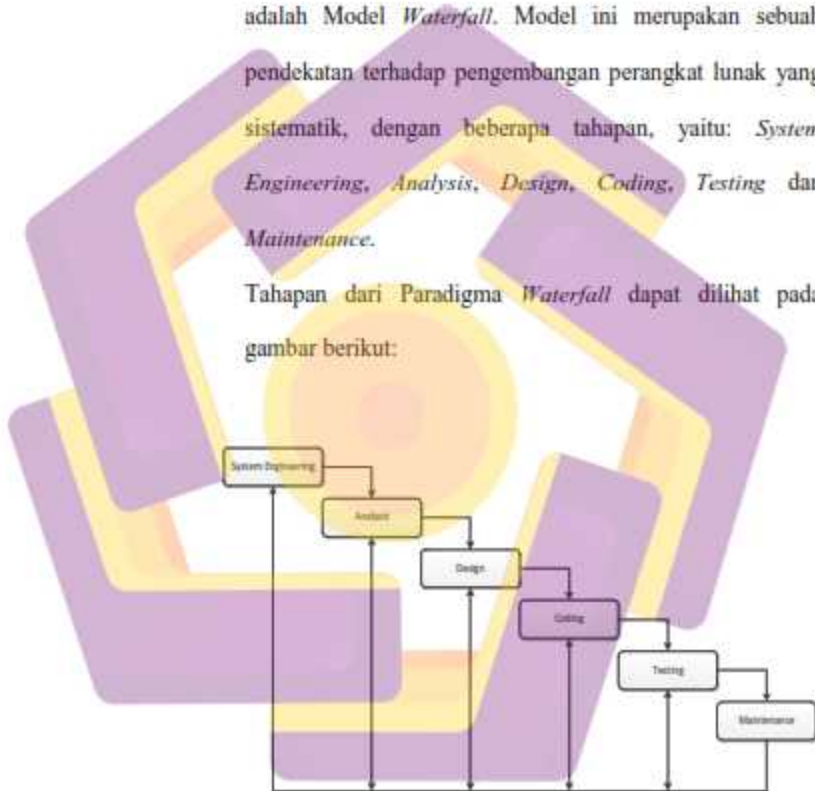 adalah Model Waterfall. Model ini merupakan sebuah
pendekatan terhadap pengembangan perangkat lunak yang
sistematik, dengan beberapa tahapan, yaitu: System
Engineering, Analysis, Design, Coding, Testing dan
Maintenance.
Tahapan dari Paradigma Waterfall dapat dilihat pada
gambar berikut:
System Engineering
Analisis
Design
Coding
Testing
Maintenance